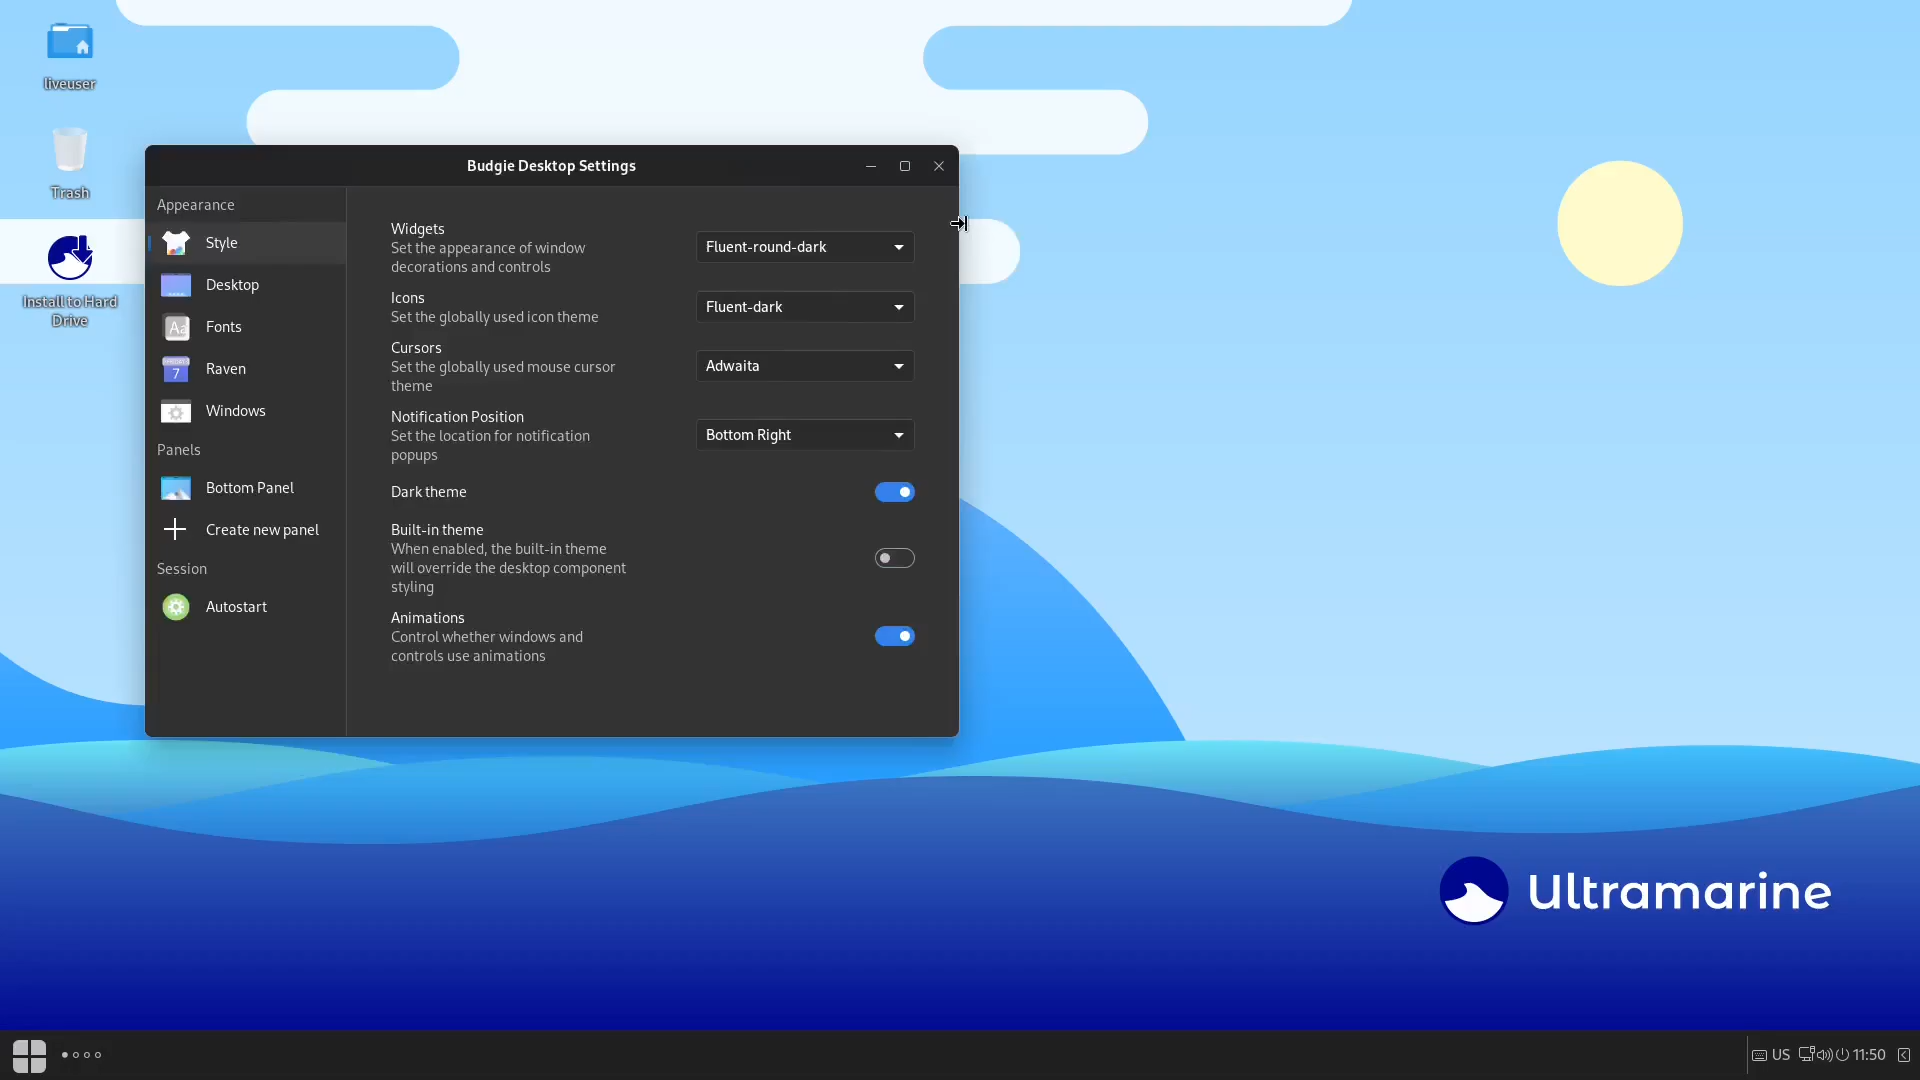 liveuser
Trash
Install to Hard
Drive
Budgie Desktop Settings
Appearance
Style
Desktop
Fonts
Raven
Windows
Panels
Bottom Panel
Create new panel
Session
Autostart
Widgets
Set the appearance of window
decorations and controls
Fluent-round-dark
Icons
Set the globally used icon theme
Fluent-dark
Cursors
Set the globally used mouse cursor
theme
Adwaita
Notification Position
Set the location for notification
popups
Bottom Right
Dark theme
Built-in theme
When enabled, the built-in theme
will override the desktop component
styling
Animations
Control whether windows and
controls use animations
Aa
7
Ultramarine
US
11:50